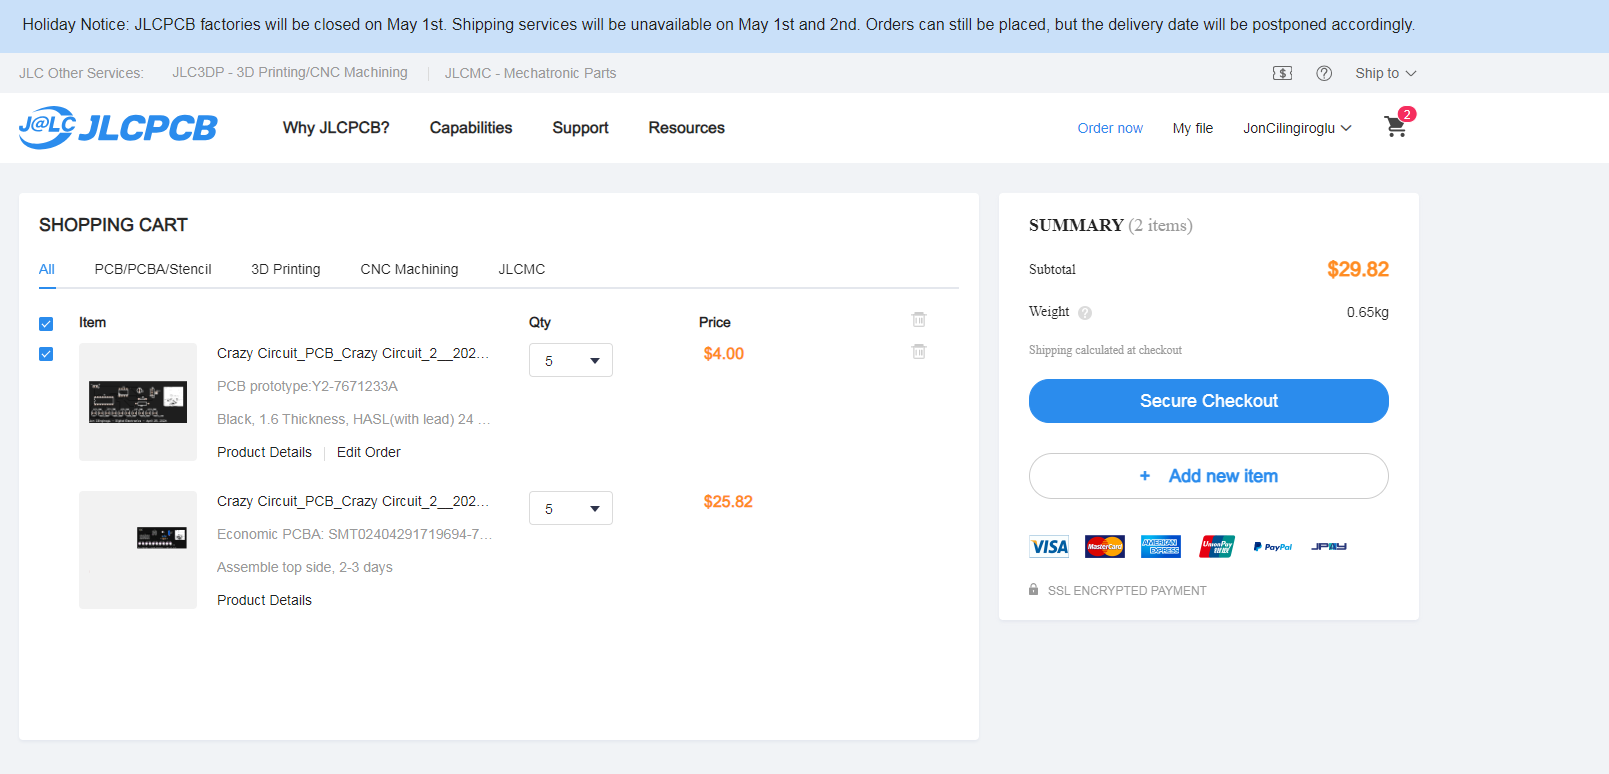 Holiday Notice: JLCPCB factories will be closed on May 1st. Shipping services will be unavailable on May 1st and 2nd. Orders can still be placed, but the delivery date will be postponed accordingly.
JLC Other Services: JLC3DP - 3D Printing/CNC Machining JLCMC - Mechatronic Parts Ship to
J@LC JLCPCB Why JLCPCB? Capabilities Support Resources Order now My file JonCilingiroglu 2
SHOPPING CART
All PCB/PCBA/Stencil 3D Printing CNC Machining JLCMC
Item Qty Price
Crazy Circuit_PCB_Crazy Circuit_2__202... 5 $4.00
PCB prototype:Y2-7671233A
Black, 1.6 Thickness, HASL(with lead) 24 ...
Product Details Edit Order
Crazy Circuit_PCB_Crazy Circuit_2__202... 5 $25.82
Economic PCBA: SMT02404291719694-7...
Assemble top side, 2-3 days
Product Details
SUMMARY (2 items)
Subtotal $29.82
Weight ? 0.65kg
Shipping calculated at checkout
Secure Checkout
+ Add new item
VISA MasterCard AMERICAN EXPRESS UnionPay PayPal JPAY
SSL ENCRYPTED PAYMENT